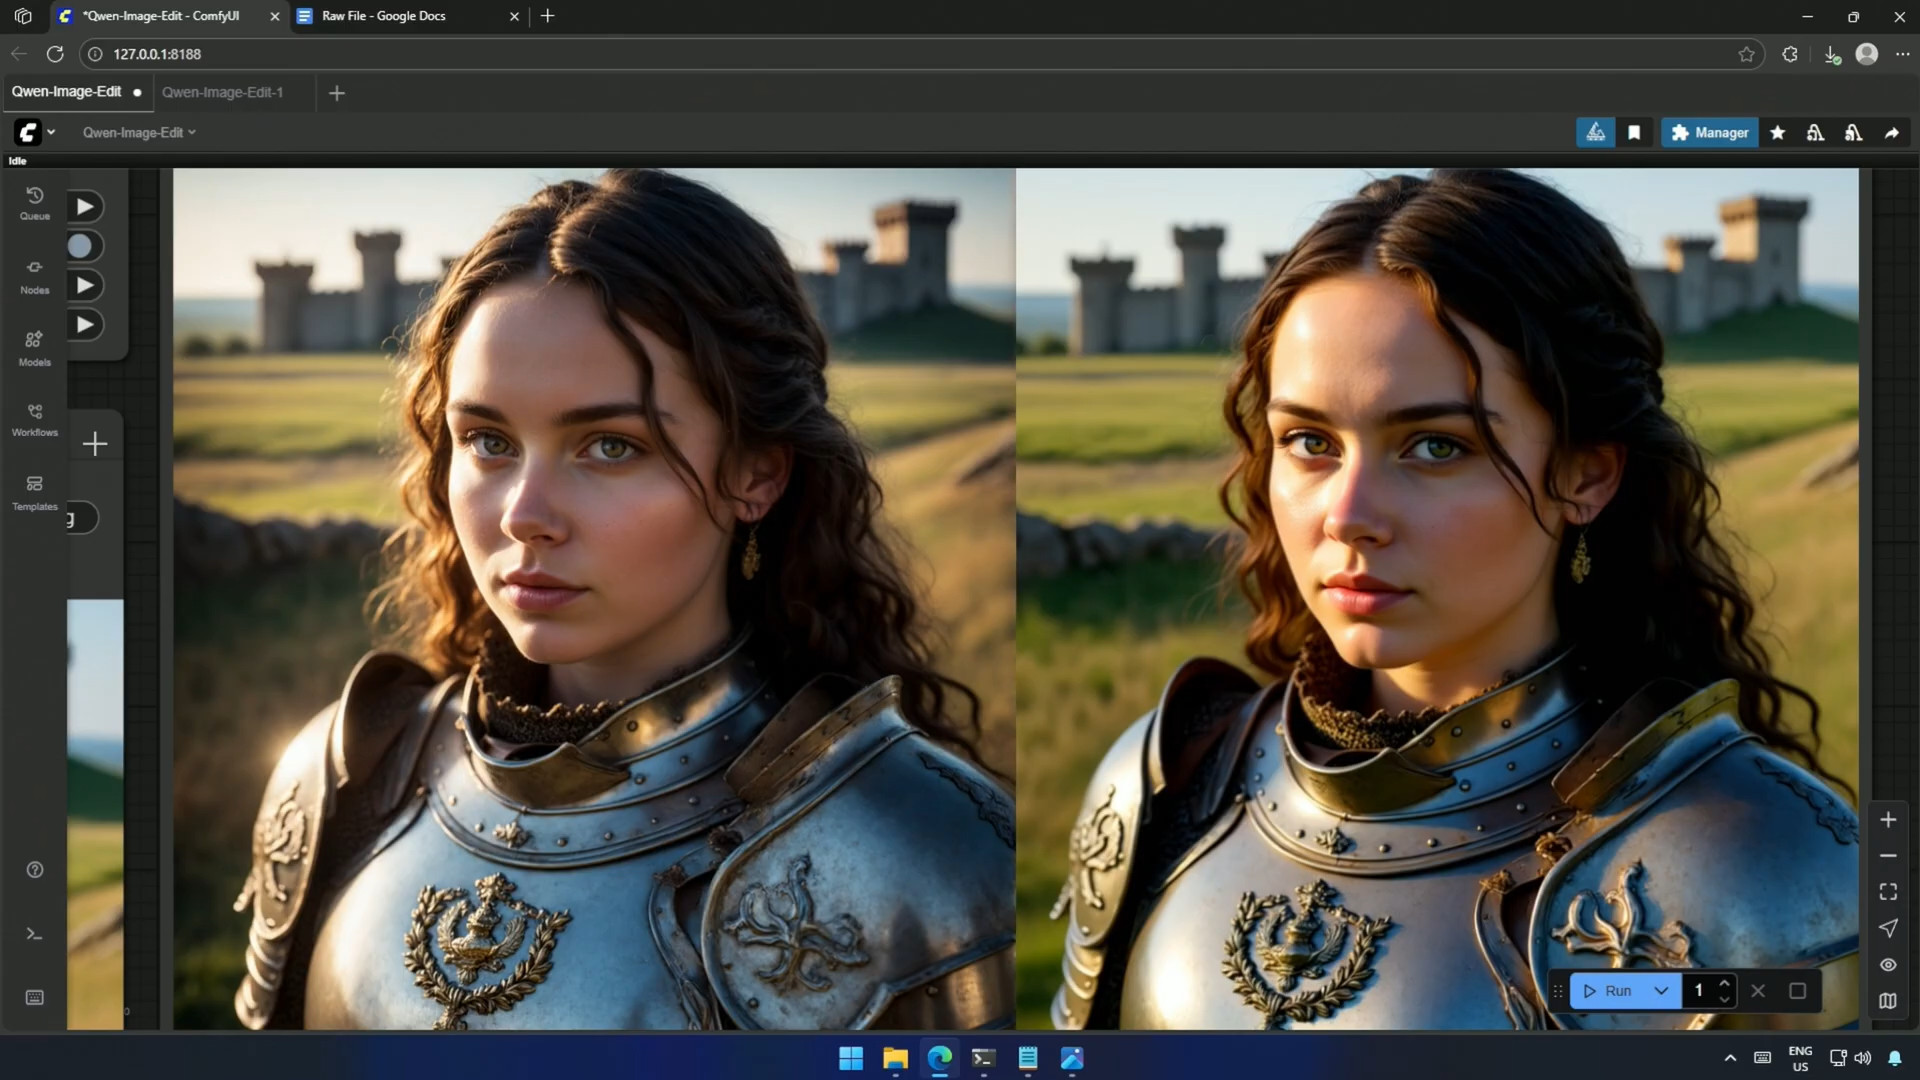 *Qwen-Image-Edit - ComfyUI
Raw File - Google Docs
127.0.0.1:8188
Qwen-Image-Edit
Qwen-Image-Edit-1
Qwen-Image-Edit
Manager
Idle
Queue
Nodes
Models
Workflows
Templates
g
0
Run
1
ENG
US